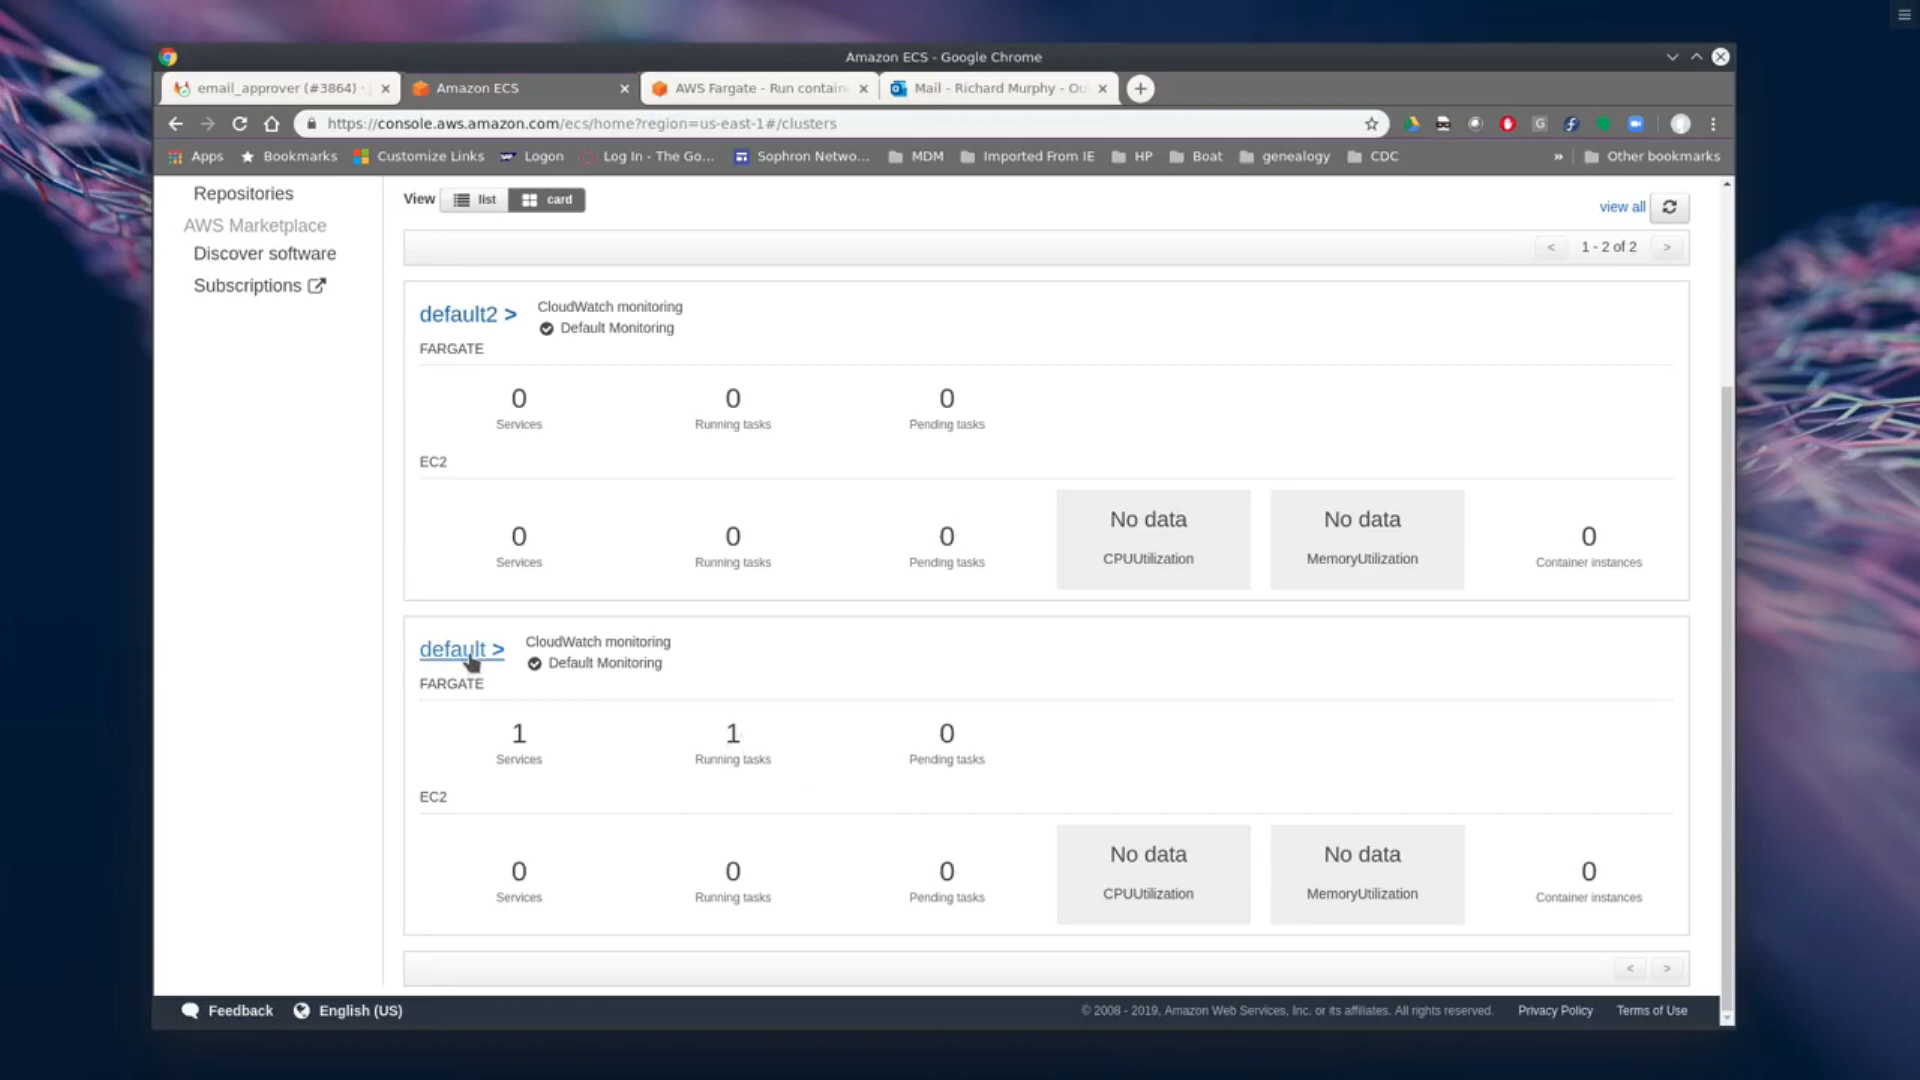 Amazon ECS - Google Chrome
email_approver (#3864)
Amazon ECS
AWS Fargate - Run contain
Mail - Richard Murphy - Ou
https://console.aws.amazon.com/ecs/home?region=us-east-1#/clusters
Apps
Bookmarks
Customize Links
Logon
Log In - The Go...
Sophron Netwo...
MDM
Imported From IE
HP
Boat
genealogy
CDC
»
Other bookmarks
Repositories
AWS Marketplace
Discover software
Subscriptions
View
list
card
view all
< 1 - 2 of 2 >
default2 >
CloudWatch monitoring
Default Monitoring
FARGATE
0 0 0
Services Running tasks Pending tasks
EC2
No data No data
0 0 0 0
CPUUtilization MemoryUtilization
Services Running tasks Pending tasks Container instances
default >
CloudWatch monitoring
Default Monitoring
FARGATE
1 1 0
Services Running tasks Pending tasks
EC2
No data No data
0 0 0 0
CPUUtilization MemoryUtilization
Services Running tasks Pending tasks Container instances
< >
Feedback
English (US)
© 2008 - 2019, Amazon Web Services, Inc. or its affiliates. All rights reserved.
Privacy Policy
Terms of Use